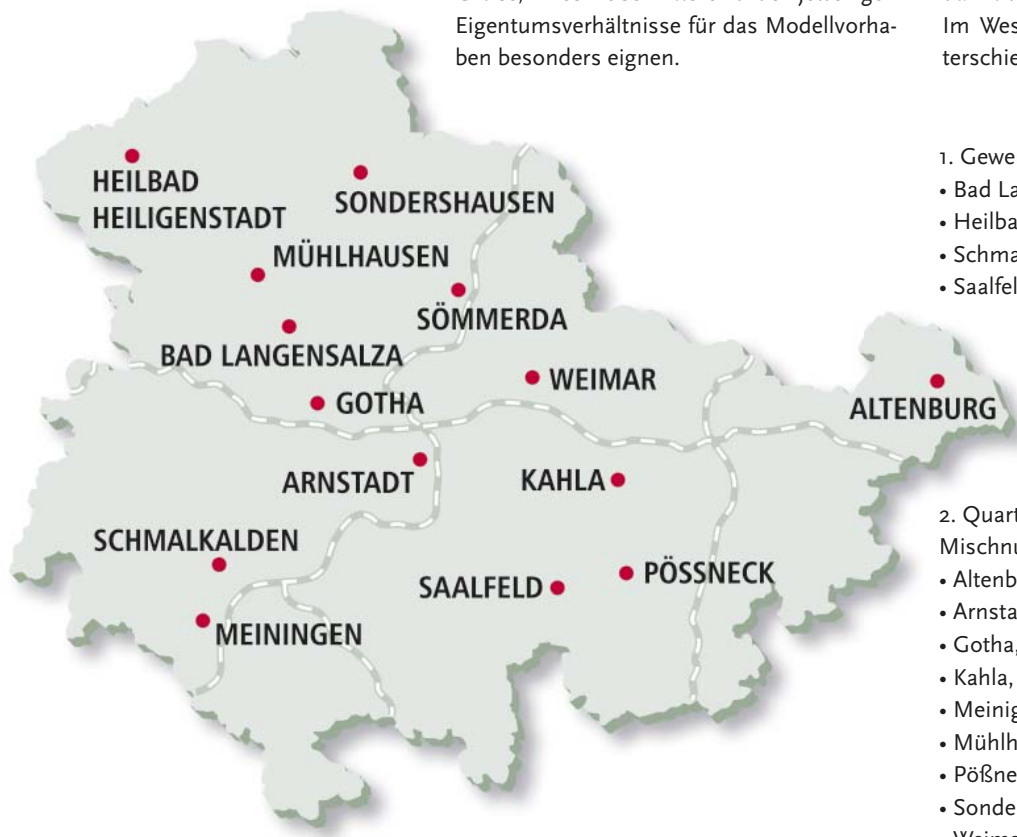 Eigentumsverhältnisse für das Modellvorha-
ben besonders eignen.
Im Wes
terschie
HEILBAD
HEILIGENSTADT
SONDERSHAUSEN
MÜHLHAUSEN
SÖMMERDA
BAD LANGENSALZA
GOTHA
WEIMAR
ALTENBURG
ARNSTADT
KAHLA
SCHMALKALDEN
SAALFELD
PÖSSNECK
MEININGEN
1. Gewe
• Bad La
• Heilba
• Schma
• Saalfel
2. Quart
Mischnu
• Altenb
• Arnsta
• Gotha,
• Kahla,
• Meinig
• Mühlh
• Pößne
• Sonde